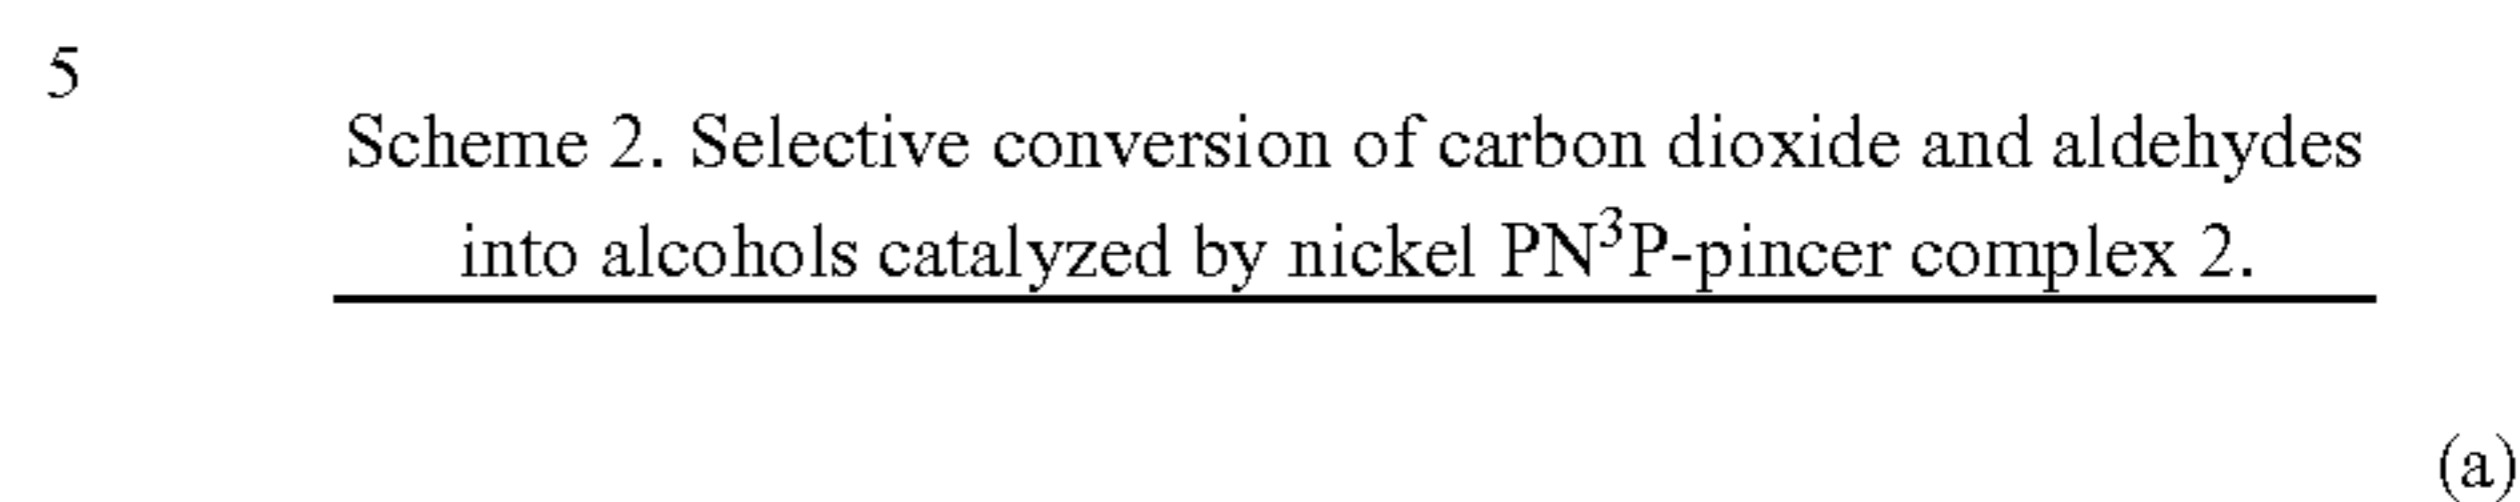 5
Scheme 2. Selective conversion of carbon dioxide and aldehydes
into alcohols catalyzed by nickel PN³P-pincer complex 2.
(a)